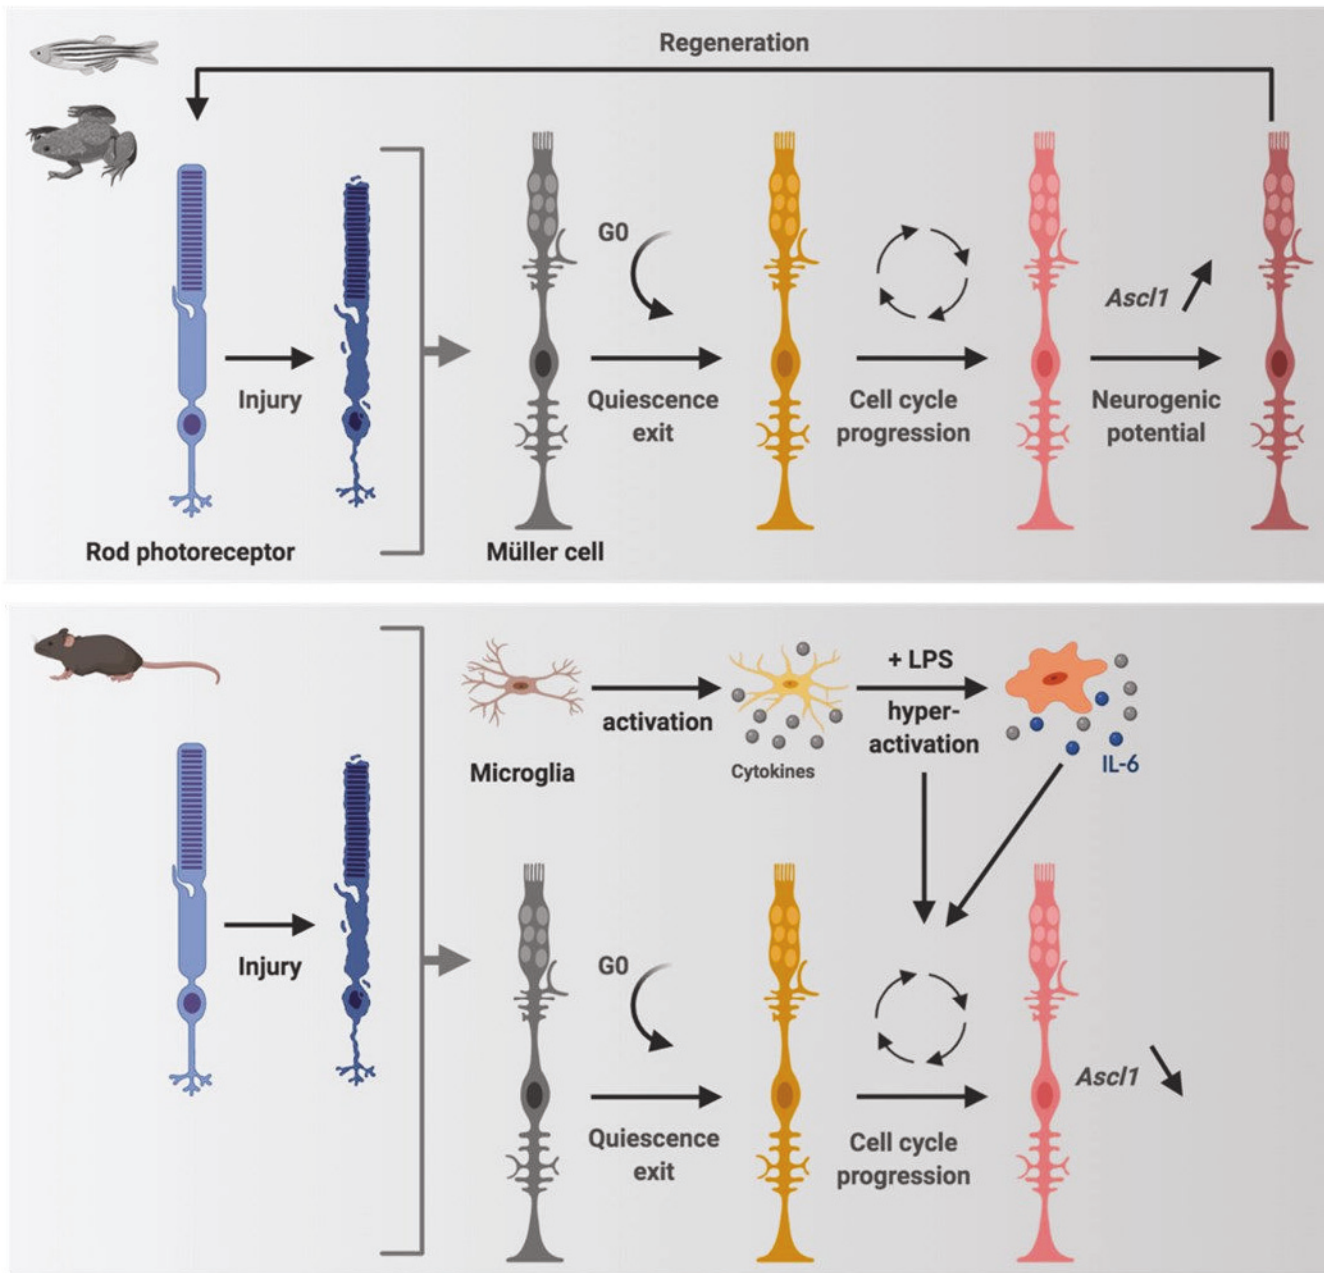 Regeneration
G0
Ascl1
Injury
Quiescence
exit
Cell cycle
progression
Neurogenic
potential
Rod photoreceptor
Müller cell
+ LPS
activation
hyper-
activation
Microglia
Cytokines
IL-6
Injury
G0
Ascl1
Quiescence
exit
Cell cycle
progression